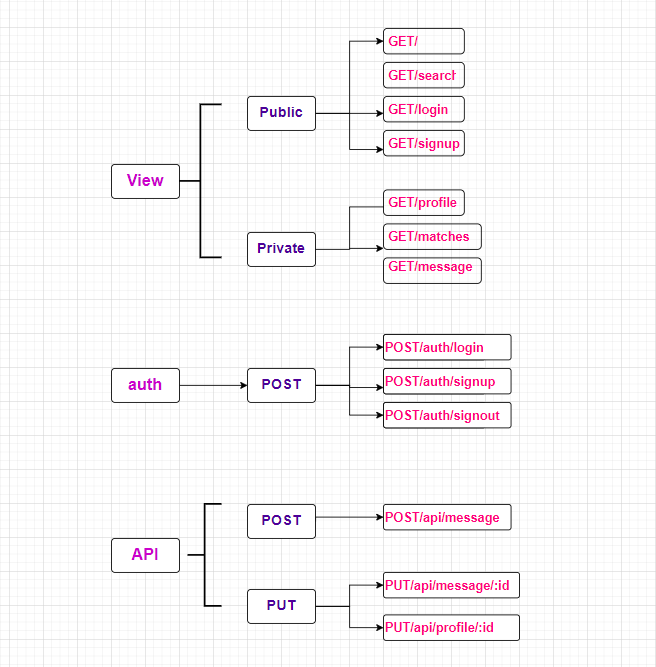 GET/
GET/search
Public
GET/login
GET/signup
View
GET/profile
Private
GET/matches
GET/message
POST/auth/login
auth
POST
POST/auth/signup
POST/auth/signout
POST
POST/api/message
API
PUT/api/message/:id
PUT
PUT/api/profile/:id